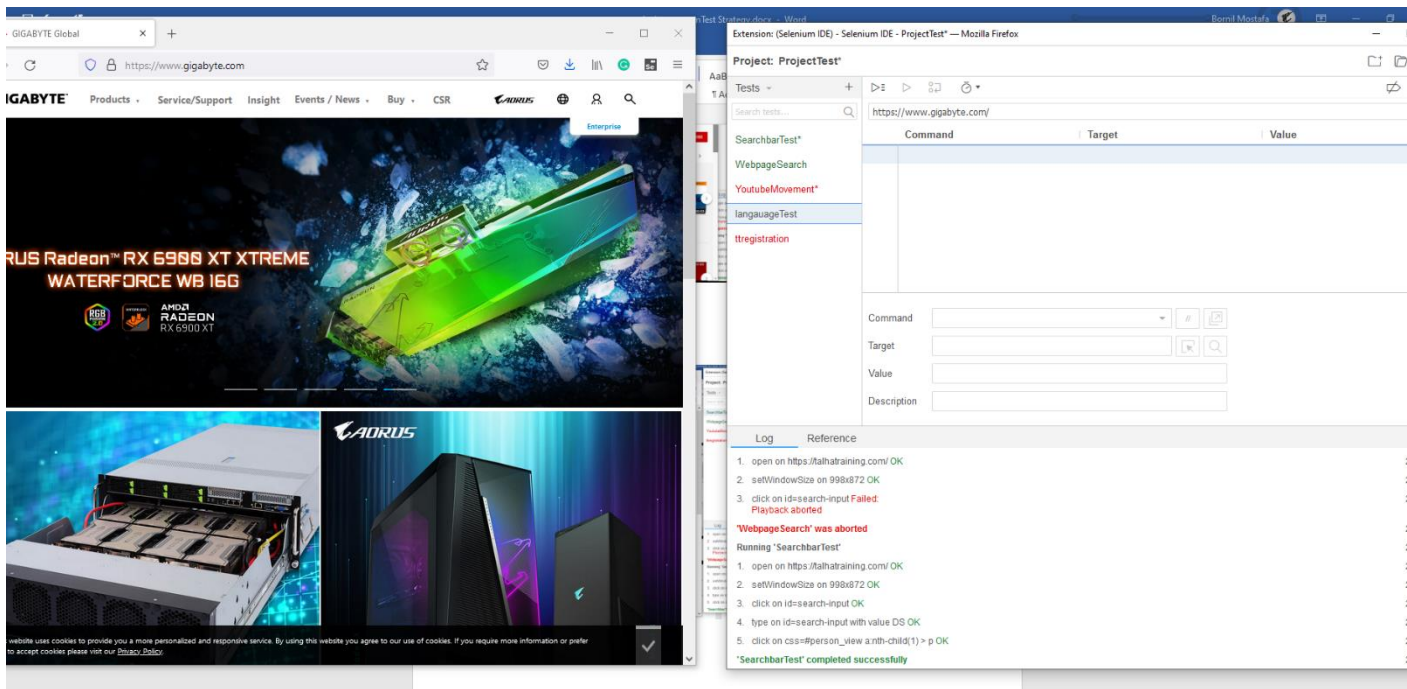 nTest Strategy.docx - Word
Bornil Mostafa
- GIGABYTE Global
https://www.gigabyte.com
IGABYTE
Products
Service/Support
Insight
Events / News
Buy
CSR
AORUS
Enterprise
RUS Radeon™ RX 6900 XT XTREME
WATERFORCE WB 16G
RGB
AMD
RADEON
RX 6900 XT
AORUS
website uses cookies to provide you a more personalized and responsive service. By using this website you agree to our use of cookies. If you require more information or prefer
to accept cookies please visit our Privacy Policy.
Extension: (Selenium IDE) - Selenium IDE - ProjectTest* — Mozilla Firefox
Project: ProjectTest*
Tests
Search tests...
https://www.gigabyte.com/
Command Target Value
SearchbarTest*
WebpageSearch
YoutubeMovement*
langauageTest
ttregistration
Command
Target
Value
Description
Log Reference
1. open on https://talhatraining.com/ OK
2. setWindowSize on 998x872 OK
3. click on id=search-input Failed:
Playback aborted
'WebpageSearch' was aborted
Running 'SearchbarTest'
1. open on https://talhatraining.com/ OK
2. setWindowSize on 998x872 OK
3. click on id=search-input OK
4. type on id=search-input with value DS OK
5. click on css=#person_view a:nth-child(1) > p OK
'SearchbarTest' completed successfully